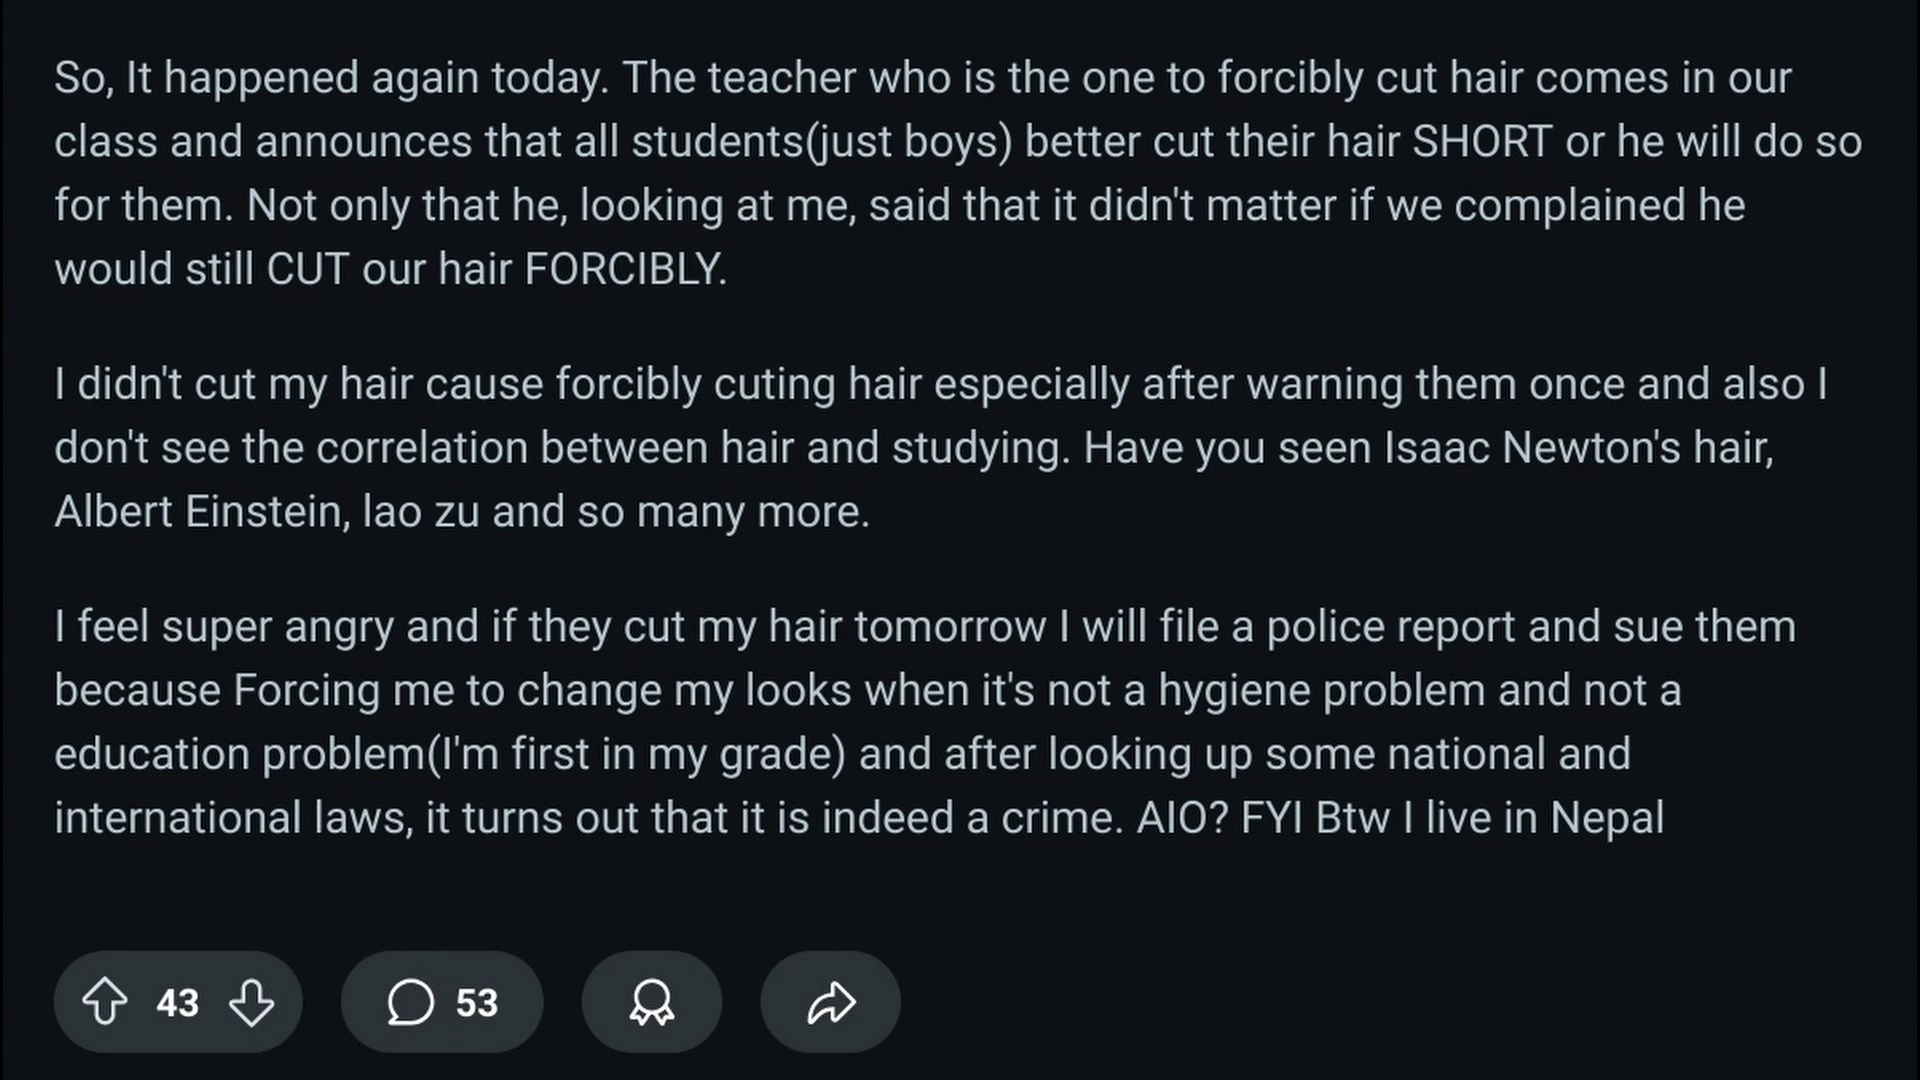 So, It happened again today. The teacher who is the one to forcibly cut hair comes in our
class and announces that all students(just boys) better cut their hair SHORT or he will do so
for them. Not only that he, looking at me, said that it didn't matter if we complained he
would still CUT our hair FORCIBLY.
I didn't cut my hair cause forcibly cuting hair especially after warning them once and also I
don't see the correlation between hair and studying. Have you seen Isaac Newton's hair,
Albert Einstein, lao zu and so many more.
I feel super angry and if they cut my hair tomorrow I will file a police report and sue them
because Forcing me to change my looks when it's not a hygiene problem and not a
education problem(I'm first in my grade) and after looking up some national and
international laws, it turns out that it is indeed a crime. AIO? FYI Btw I live in Nepal
43 53